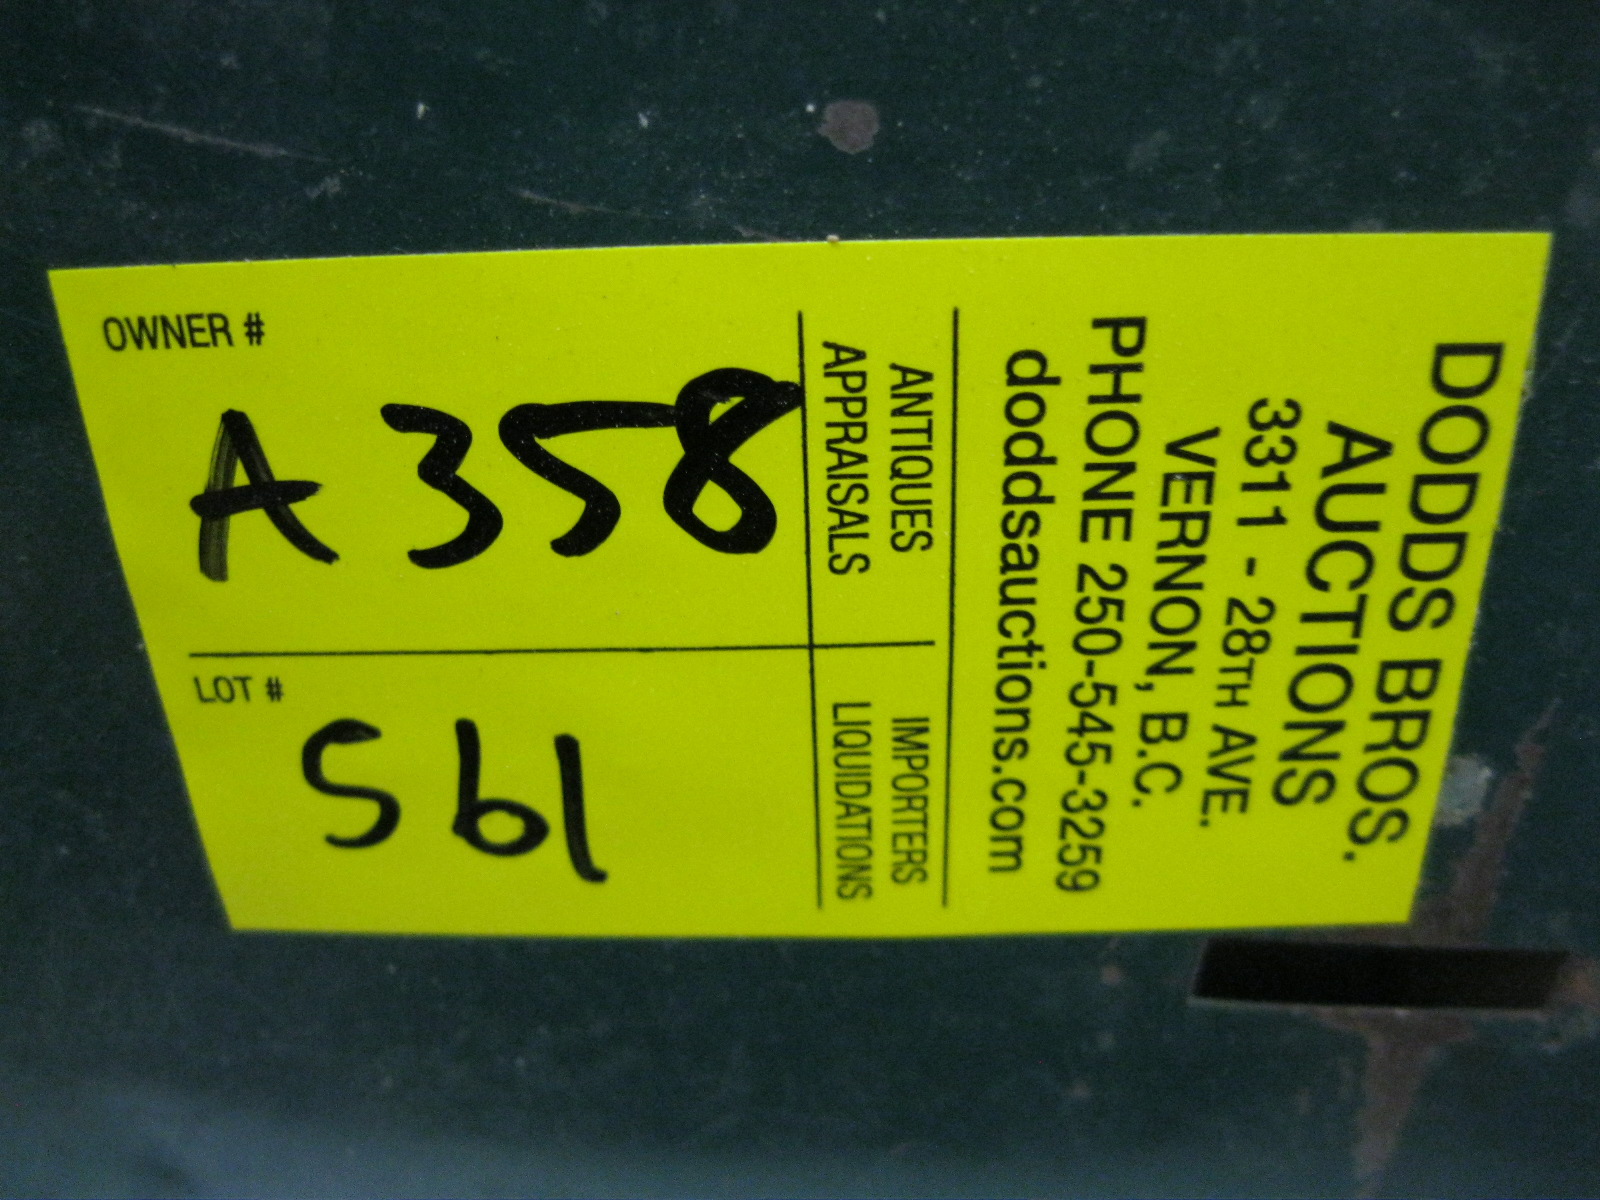 DODDS BROS.
AUCTIONS
3311 - 28TH AVE.
VERNON, B.C.
PHONE 250-545-3259
doddsauctions.com
ANTIQUES
APPRAISALS
IMPORTERS
LIQUIDATIONS
OWNER #
A 358
LOT #
561